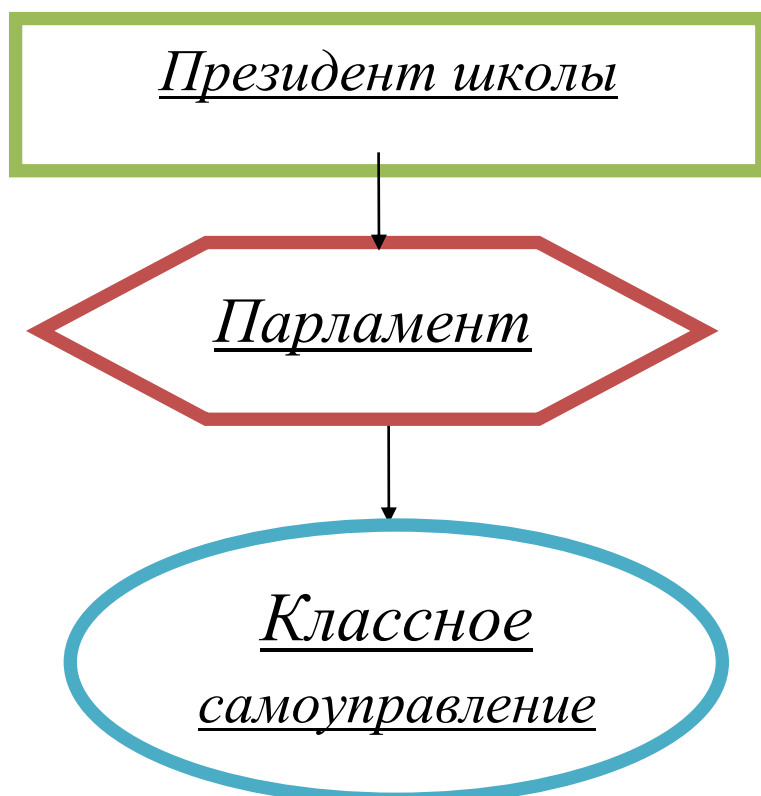 Президент школы
Парламент
Классное
самоуправление